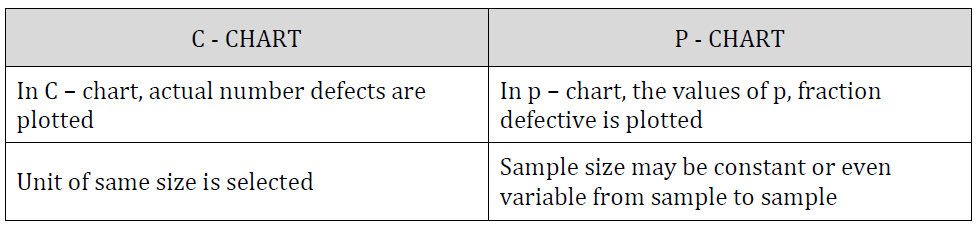 C - CHART
P - CHART
In C – chart, actual number defects are
plotted
In p – chart, the values of p, fraction
defective is plotted
Unit of same size is selected
Sample size may be constant or even
variable from sample to sample